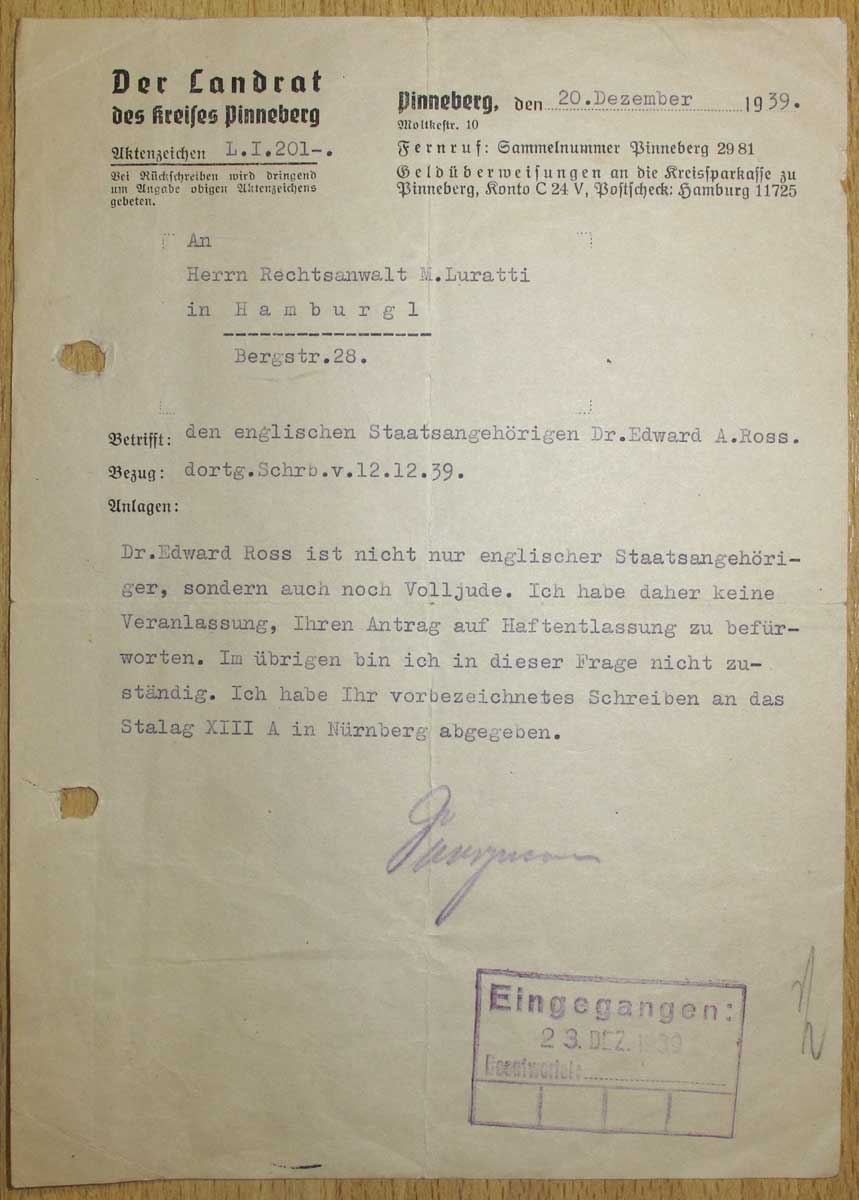 Der Landrat
des Kreises Pinneberg
Aktenzeichen L.I.201-.
Bei Rückschreiben wird dringend
um Angabe obigen Aktenzeichens
gebeten.
Pinneberg, den 20.Dezember 1939.
Moltkestr. 10
Fernruf: Sammelnummer Pinneberg 2981
Geldüberweisungen an die Kreissparkasse zu
Pinneberg, Konto C 24 V, Postscheck: Hamburg 11725
An
Herrn Rechtsanwalt M.Luratti
in H a m b u r g 1
Bergstr.28.
Betrifft: den englischen Staatsangehörigen Dr.Edward A.Ross.
Bezug: dortg.Schrb.v.12.12.39.
Anlagen:
Dr.Edward Ross ist nicht nur englischer Staatsangehöri-
ger, sondern auch noch Volljude. Ich habe daher keine
Veranlassung, Ihren Antrag auf Haftentlassung zu befür-
worten. Im übrigen bin ich in dieser Frage nicht zu-
ständig. Ich habe Ihr vorbezeichnetes Schreiben an das
Stalag XIII A in Nürnberg abgegeben.
Eingegangen:
23. DEZ. 1939
Beantwortet: